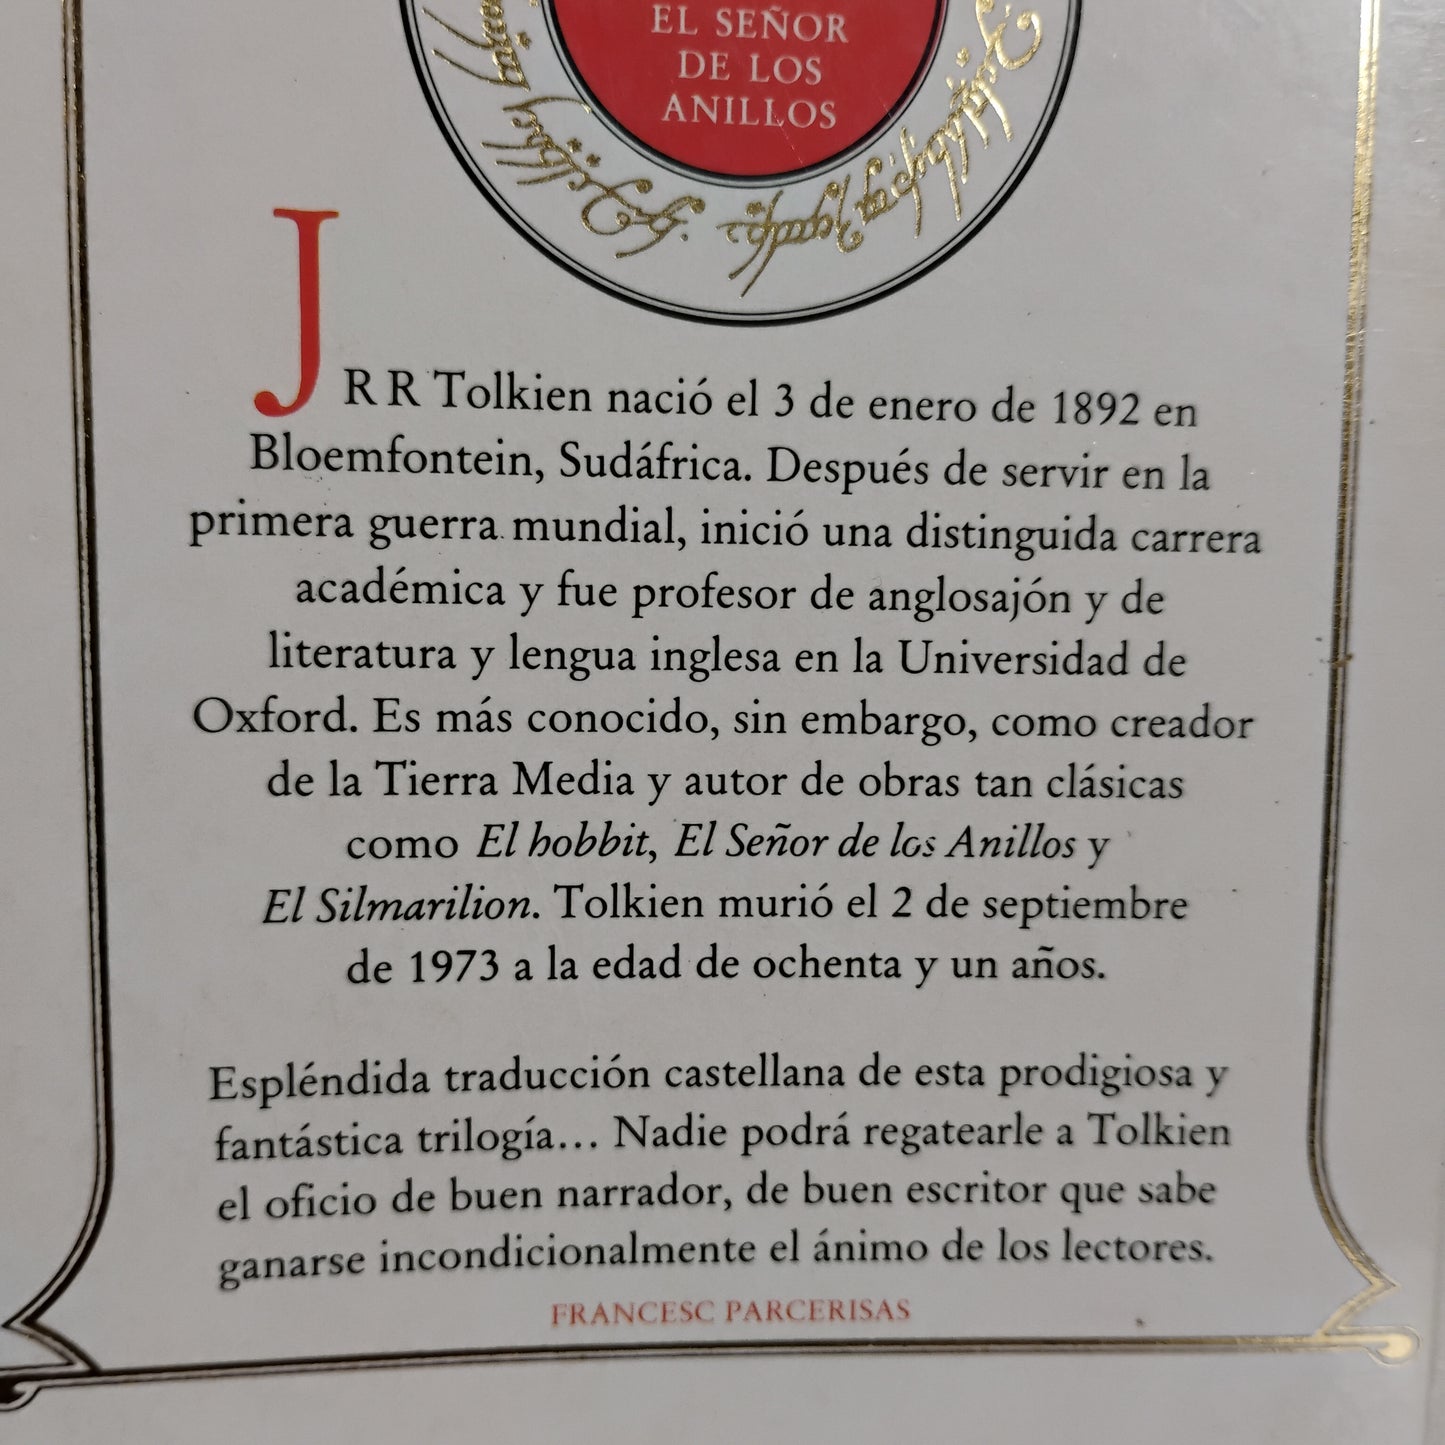 EL SEÑOR
DE LOS
ANILLOS
J R R Tolkien nació el 3 de enero de 1892 en
Bloemfontein, Sudáfrica. Después de servir en la
primera guerra mundial, inició una distinguida carrera
académica y fue profesor de anglosajón y de
literatura y lengua inglesa en la Universidad de
Oxford. Es más conocido, sin embargo, como creador
de la Tierra Media y autor de obras tan clásicas
como El hobbit, El Señor de los Anillos y
El Silmarilion. Tolkien murió el 2 de septiembre
de 1973 a la edad de ochenta y un años.
Espléndida traducción castellana de esta prodigiosa y
fantástica trilogía... Nadie podrá regatearle a Tolkien
el oficio de buen narrador, de buen escritor que sabe
ganarse incondicionalmente el ánimo de los lectores.
FRANCESC PARCERISAS